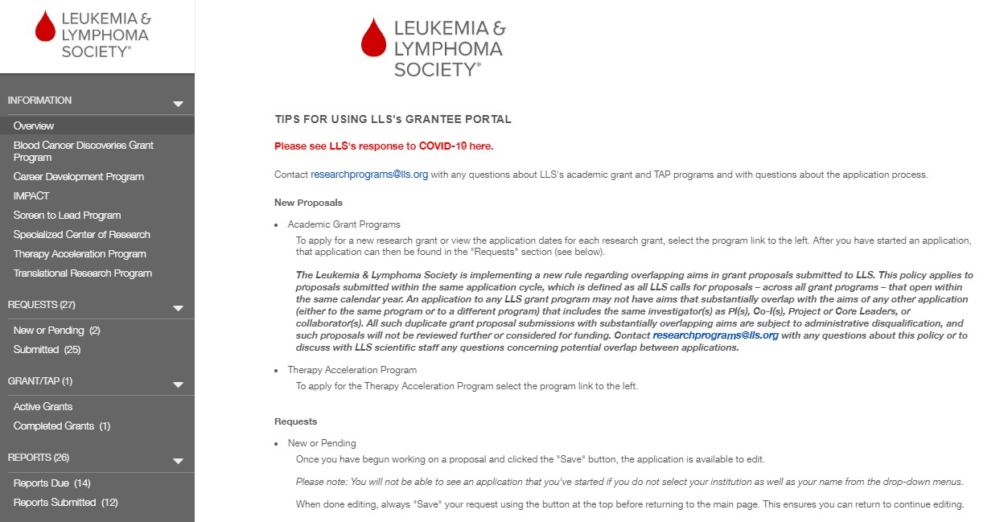 LEUKEMIA &
LYMPHOMA
SOCIETY®
INFORMATION
Overview
Blood Cancer Discoveries Grant
Program
Career Development Program
IMPACT
Screen to Lead Program
Specialized Center of Research
Therapy Acceleration Program
Translational Research Program
REQUESTS (27)
New or Pending (2)
Submitted (25)
GRANT/TAP (1)
Active Grants
Completed Grants (1)
REPORTS (26)
Reports Due (14)
Reports Submitted (12)
LEUKEMIA &
LYMPHOMA
SOCIETY®
TIPS FOR USING LLS's GRANTEE PORTAL
Please see LLS's response to COVID-19 here.
Contact researchprograms@lls.org with any questions about LLS's academic grant and TAP programs and with questions about the application process.
New Proposals
• Academic Grant Programs
To apply for a new research grant or view the application dates for each research grant, select the program link to the left. After you have started an application,
that application can then be found in the "Requests" section (see below).
The Leukemia & Lymphoma Society is implementing a new rule regarding overlapping aims in grant proposals submitted to LLS. This policy applies to
proposals submitted within the same application cycle, which is defined as all LLS calls for proposals – across all grant programs – that open within
the same calendar year. An application to any LLS grant program may not have aims that substantially overlap with the aims of any other application
(either to the same program or to a different program) that includes the same investigator(s) as PI(s), Co-I(s), Project or Core Leaders, or
collaborator(s). All such duplicate grant proposal submissions with substantially overlapping aims are subject to administrative disqualification, and
such proposals will not be reviewed further or considered for funding. Contact researchprograms@lls.org with any questions about this policy or to
discuss with LLS scientific staff any questions concerning potential overlap between applications.
• Therapy Acceleration Program
To apply for the Therapy Acceleration Program select the program link to the left.
Requests
• New or Pending
Once you have begun working on a proposal and clicked the "Save" button, the application is available to edit.
Please note: You will not be able to see an application that you've started if you do not select your institution as well as your name from the drop-down menus.
When done editing, always "Save" your request using the button at the top before returning to the main page. This ensures you can return to continue editing.